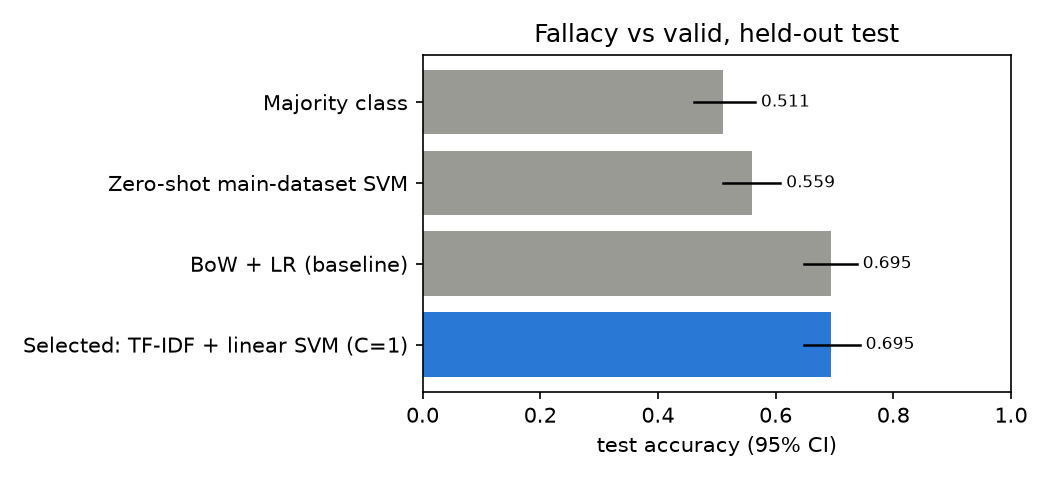 Fallacy vs valid, held-out test
Majority class
0.511
Zero-shot main-dataset SVM
0.559
BoW + LR (baseline)
0.695
Selected: TF-IDF + linear SVM (C=1)
0.695
0.0 0.2 0.4 0.6 0.8 1.0
test accuracy (95% CI)